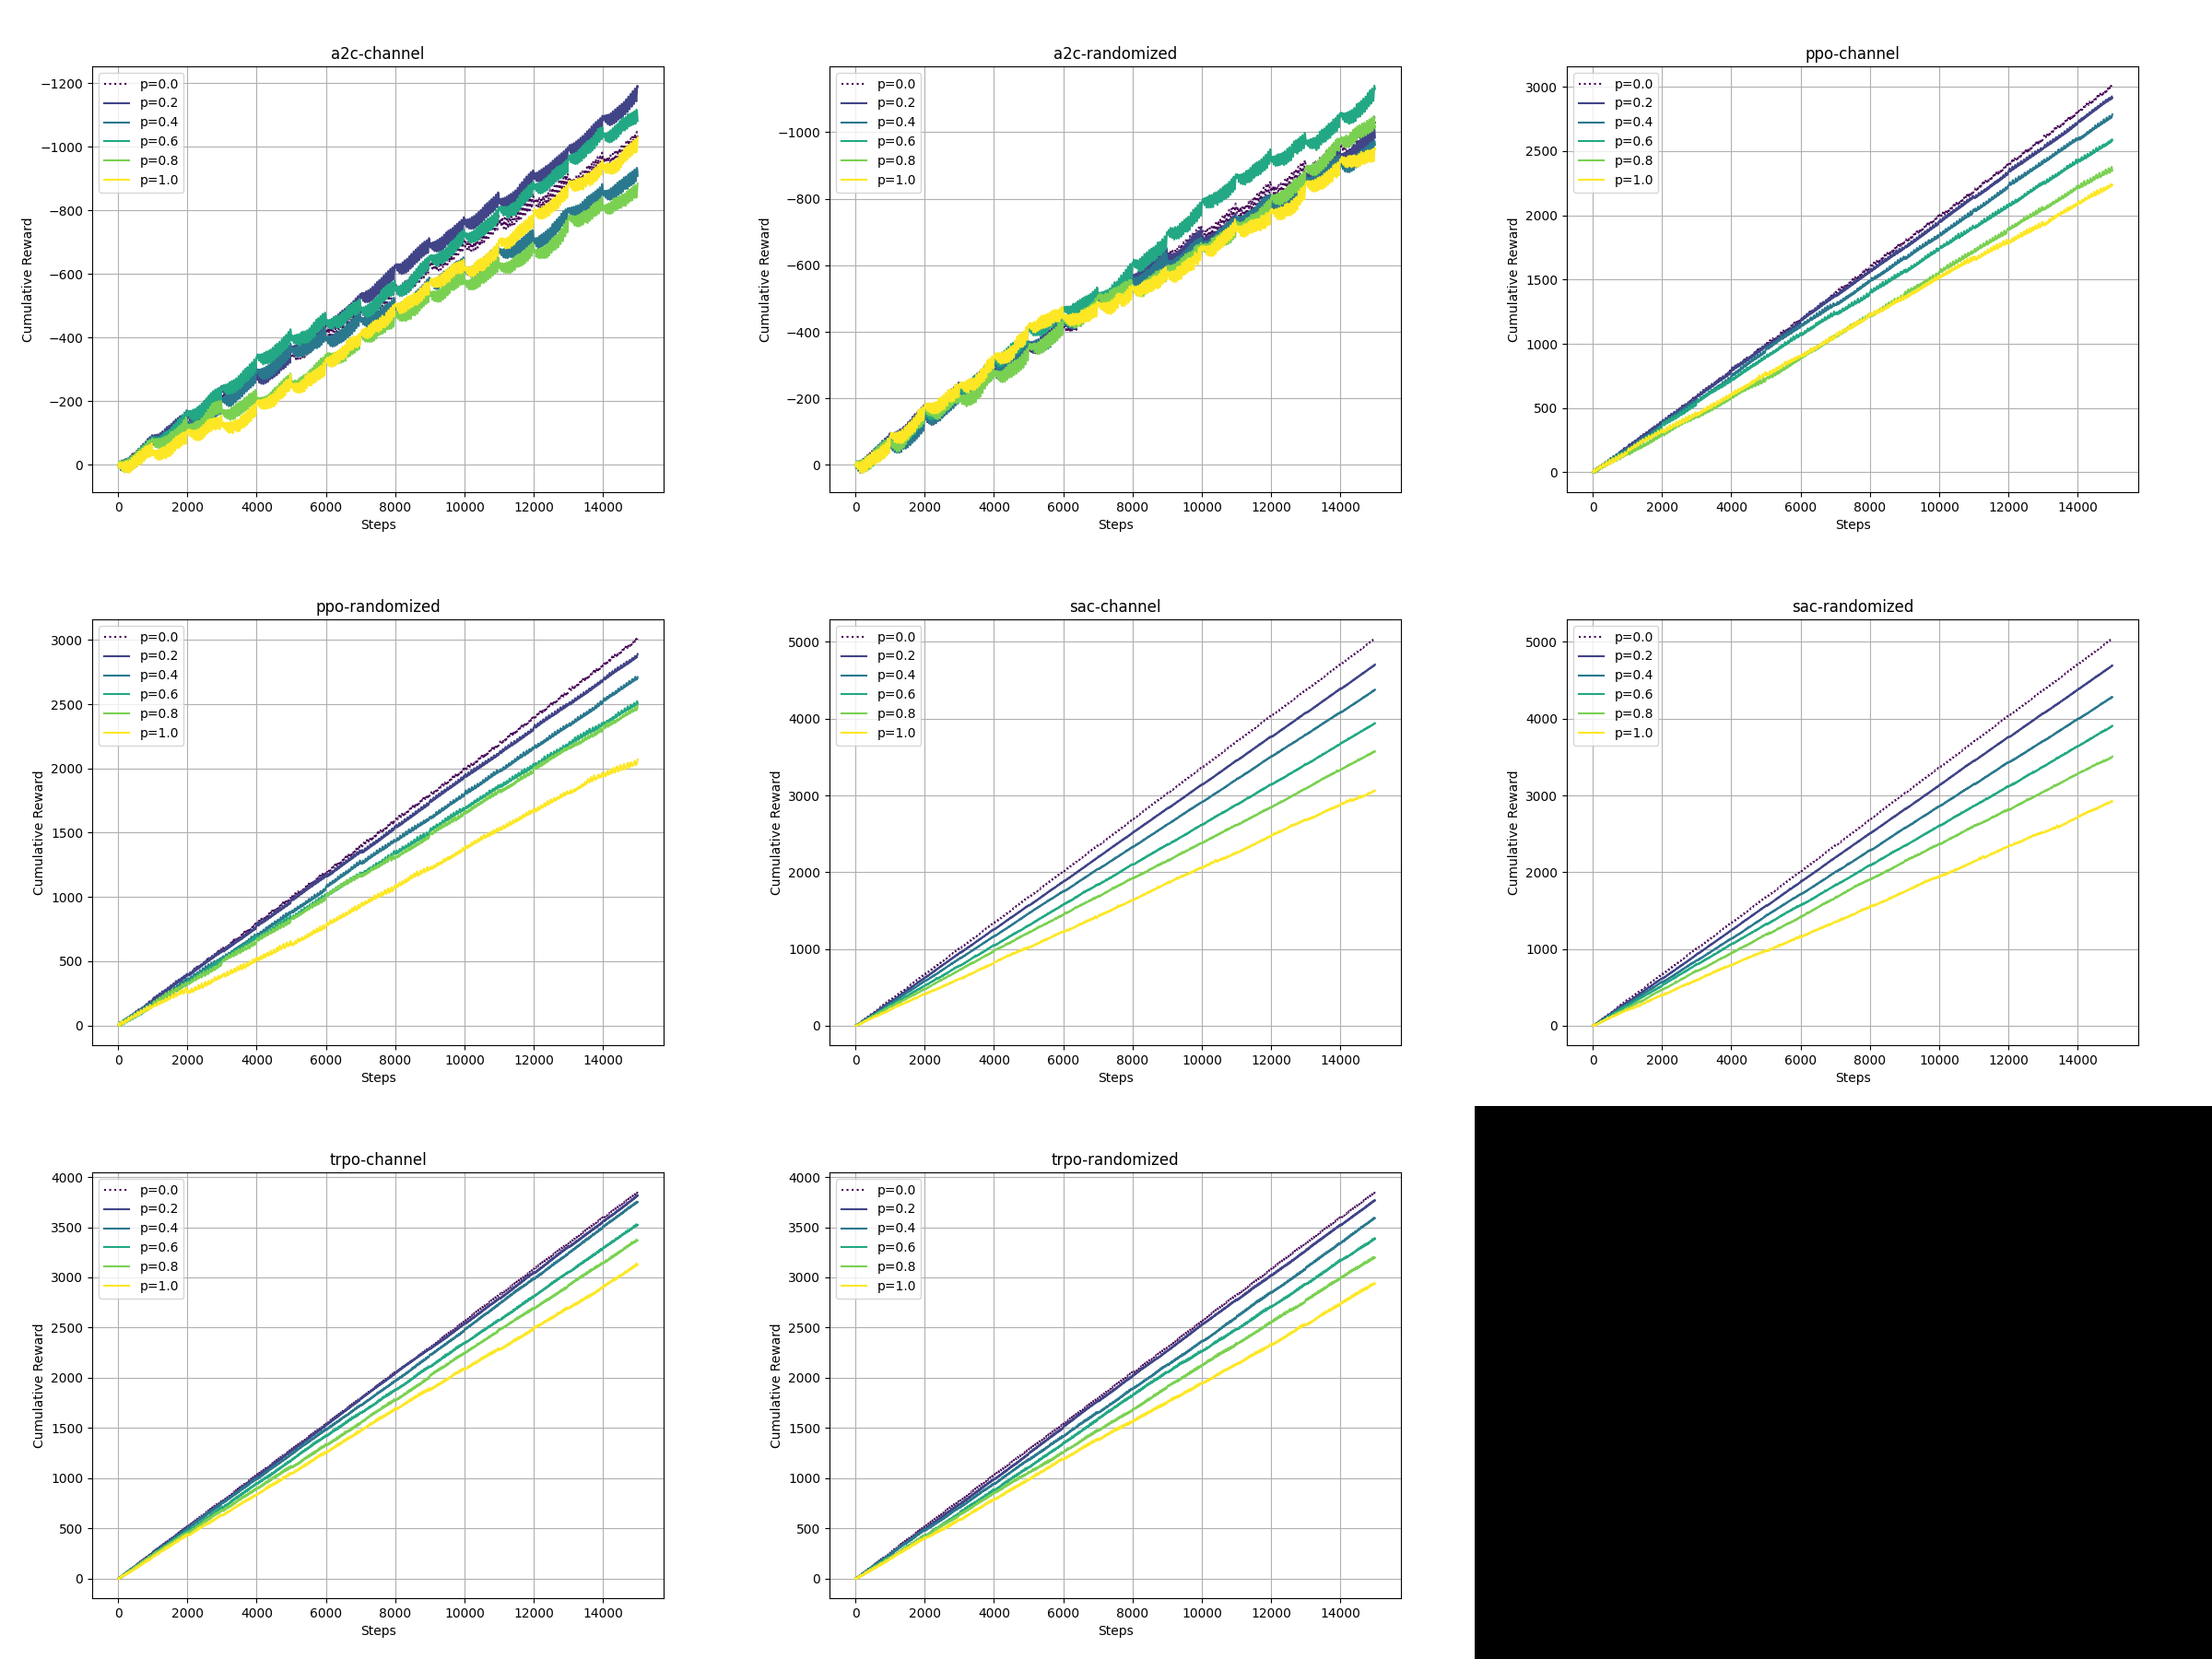 a2c-channel
Cumulative Reward
−1200
−1000
−800
−600
−400
−200
0
p=0.0
p=0.2
p=0.4
p=0.6
p=0.8
p=1.0
0 2000 4000 6000 8000 10000 12000 14000
Steps
a2c-randomized
Cumulative Reward
−1000
−800
−600
−400
−200
0
p=0.0
p=0.2
p=0.4
p=0.6
p=0.8
p=1.0
0 2000 4000 6000 8000 10000 12000 14000
Steps
ppo-channel
Cumulative Reward
3000
2500
2000
1500
1000
500
0
p=0.0
p=0.2
p=0.4
p=0.6
p=0.8
p=1.0
0 2000 4000 6000 8000 10000 12000 14000
Steps
ppo-randomized
Cumulative Reward
3000
2500
2000
1500
1000
500
0
p=0.0
p=0.2
p=0.4
p=0.6
p=0.8
p=1.0
0 2000 4000 6000 8000 10000 12000 14000
Steps
sac-channel
Cumulative Reward
5000
4000
3000
2000
1000
0
p=0.0
p=0.2
p=0.4
p=0.6
p=0.8
p=1.0
0 2000 4000 6000 8000 10000 12000 14000
Steps
sac-randomized
Cumulative Reward
5000
4000
3000
2000
1000
0
p=0.0
p=0.2
p=0.4
p=0.6
p=0.8
p=1.0
0 2000 4000 6000 8000 10000 12000 14000
Steps
trpo-channel
Cumulative Reward
4000
3500
3000
2500
2000
1500
1000
500
0
p=0.0
p=0.2
p=0.4
p=0.6
p=0.8
p=1.0
0 2000 4000 6000 8000 10000 12000 14000
Steps
trpo-randomized
Cumulative Reward
4000
3500
3000
2500
2000
1500
1000
500
0
p=0.0
p=0.2
p=0.4
p=0.6
p=0.8
p=1.0
0 2000 4000 6000 8000 10000 12000 14000
Steps